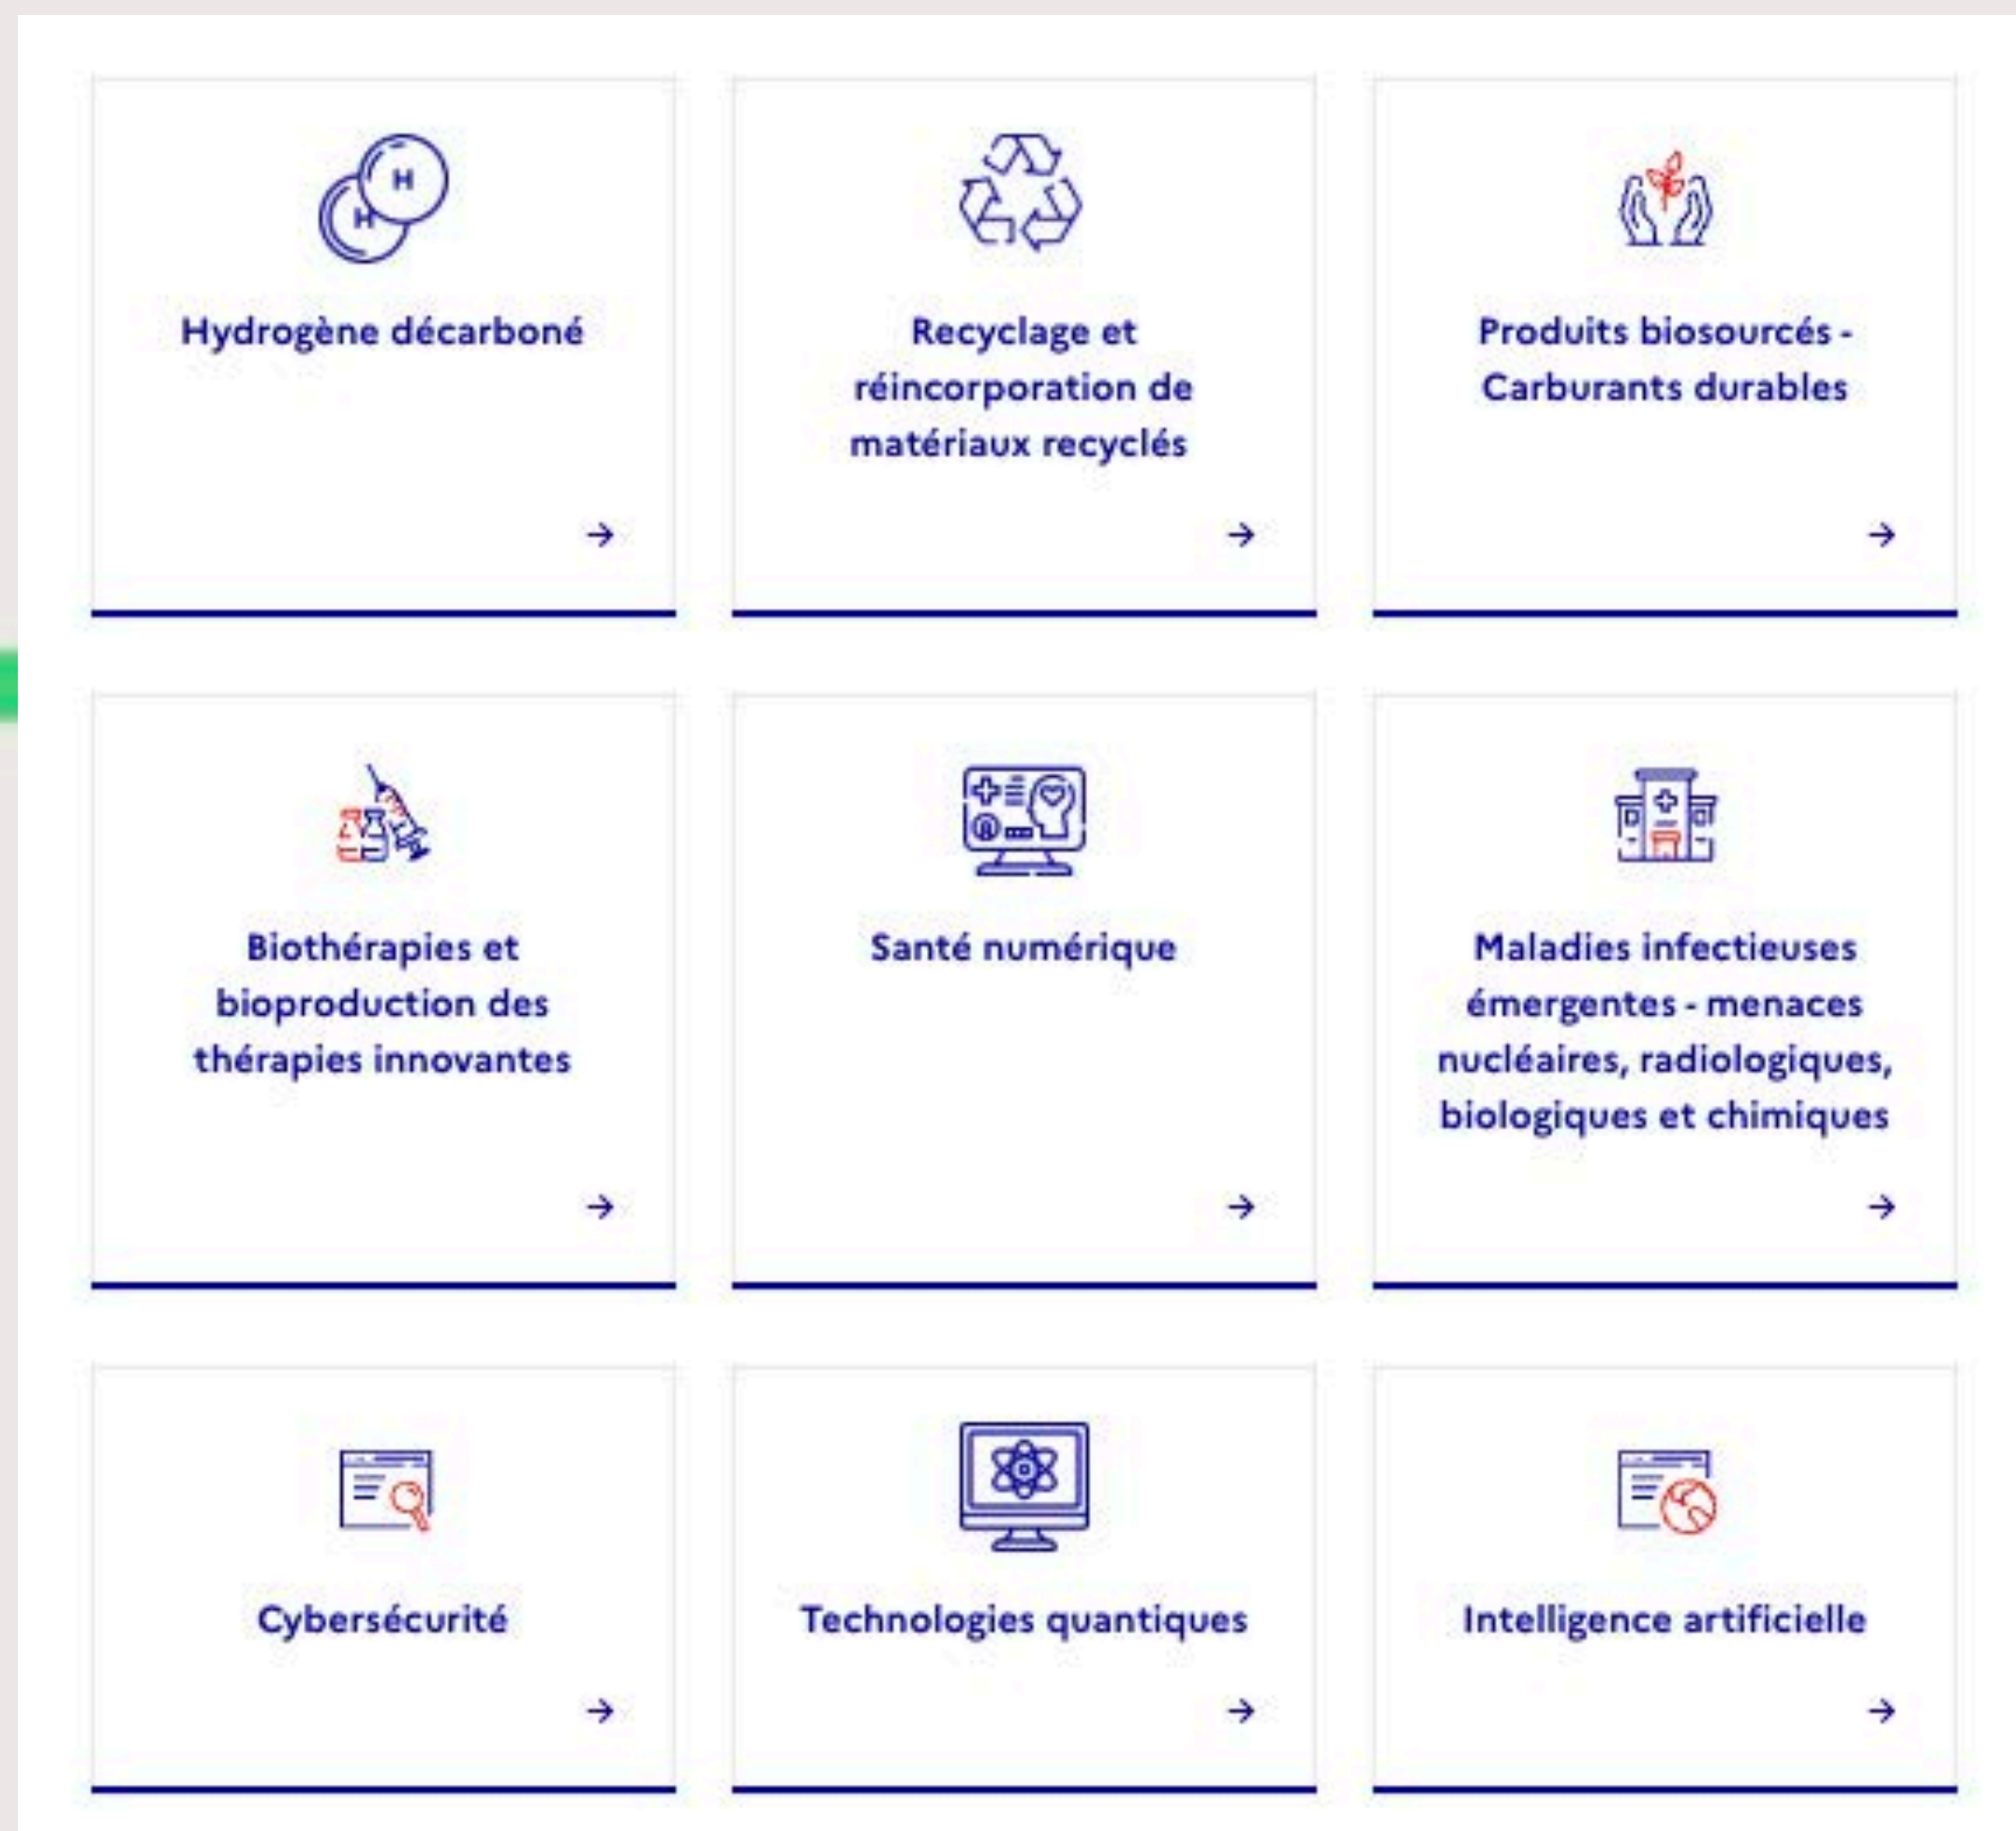 H
H
Hydrogène décarboné
Recyclage et
réincorporation de
matériaux recyclés
Produits biosourcés -
Carburants durables
Biothérapies et
bioproduction des
thérapies innovantes
Santé numérique
Maladies infectieuses
émergentes - menaces
nucléaires, radiologiques,
biologiques et chimiques
Cybersécurité
Technologies quantiques
Intelligence artificielle